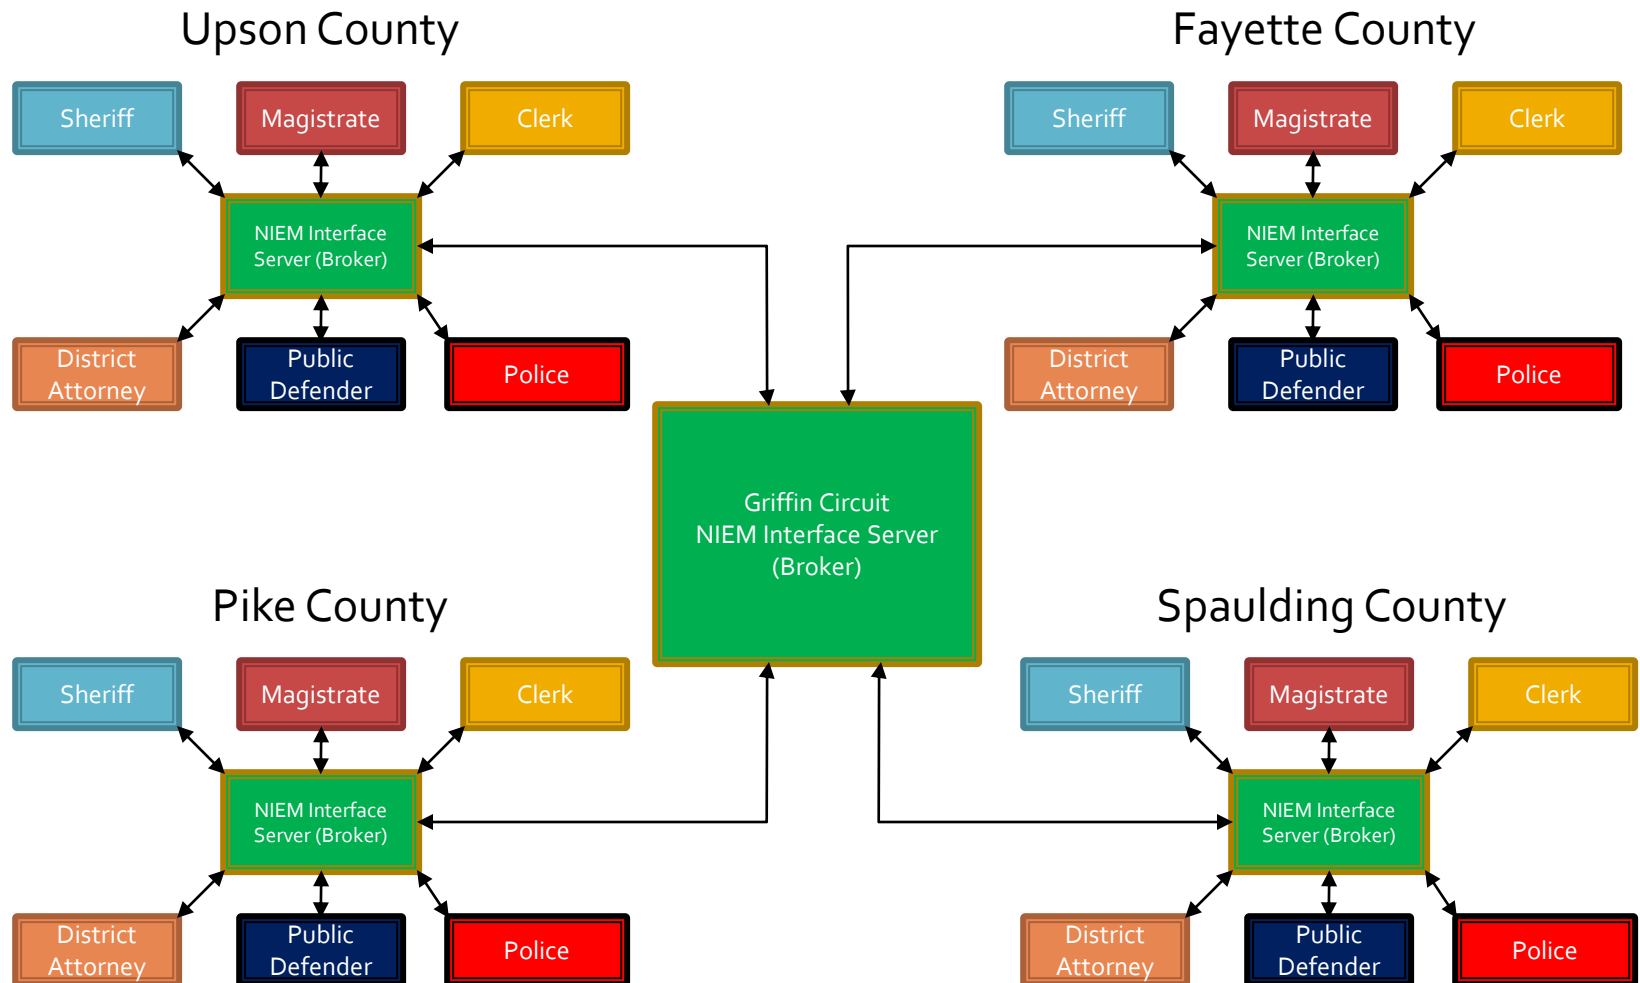 Upson County
Fayette County
Sheriff
Magistrate
Clerk
Sheriff
Magistrate
Clerk
NIEM Interface
Server (Broker)
NIEM Interface
Server (Broker)
District
Attorney
Public
Defender
Police
District
Attorney
Public
Defender
Police
Griffin Circuit
NIEM Interface Server
(Broker)
Pike County
Spaulding County
Sheriff
Magistrate
Clerk
Sheriff
Magistrate
Clerk
NIEM Interface
Server (Broker)
NIEM Interface
Server (Broker)
District
Attorney
Public
Defender
Police
District
Attorney
Public
Defender
Police